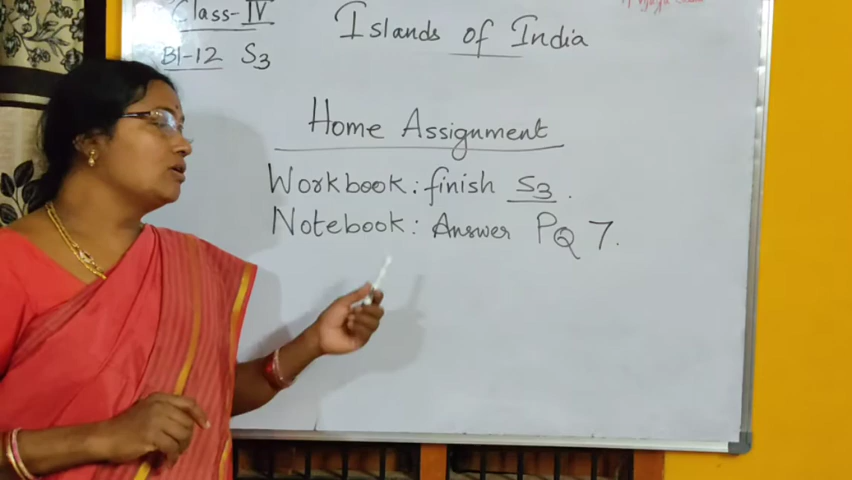 Class-IV
Islands of India
B1-12 S3
Home Assignment
Workbook: finish S3.
Notebook: Answer PQ 7.